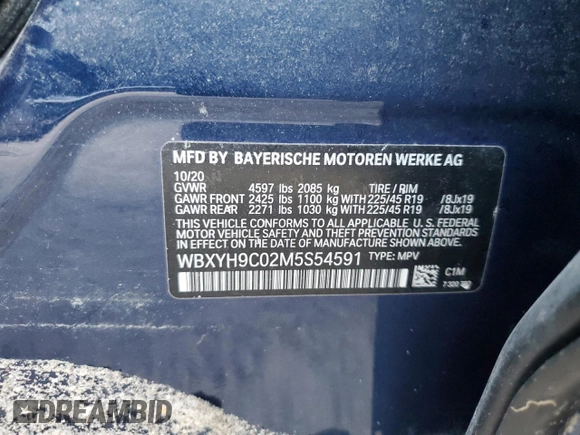 MFD BY BAYERISCHE MOTOREN WERKE AG
10/20
GVWR 4597 lbs 2085 kg TIRE / RIM
GAWR FRONT 2425 lbs 1100 kg WITH 225/45 R19 /8Jx19
GAWR REAR 2271 lbs 1030 kg WITH 225/45 R19 /8Jx19
THIS VEHICLE CONFORMS TO ALL APPLICABLE U.S. FEDERAL
MOTOR VEHICLE SAFETY, BUMPER AND THEFT PREVENTION
STANDARDS IN EFFECT ON THE DATE OF MANUFACTURE SHOWN ABOVE.
WBXYH9C02M5S54591 TYPE: MPV
C1M
7 320
DREAMBID